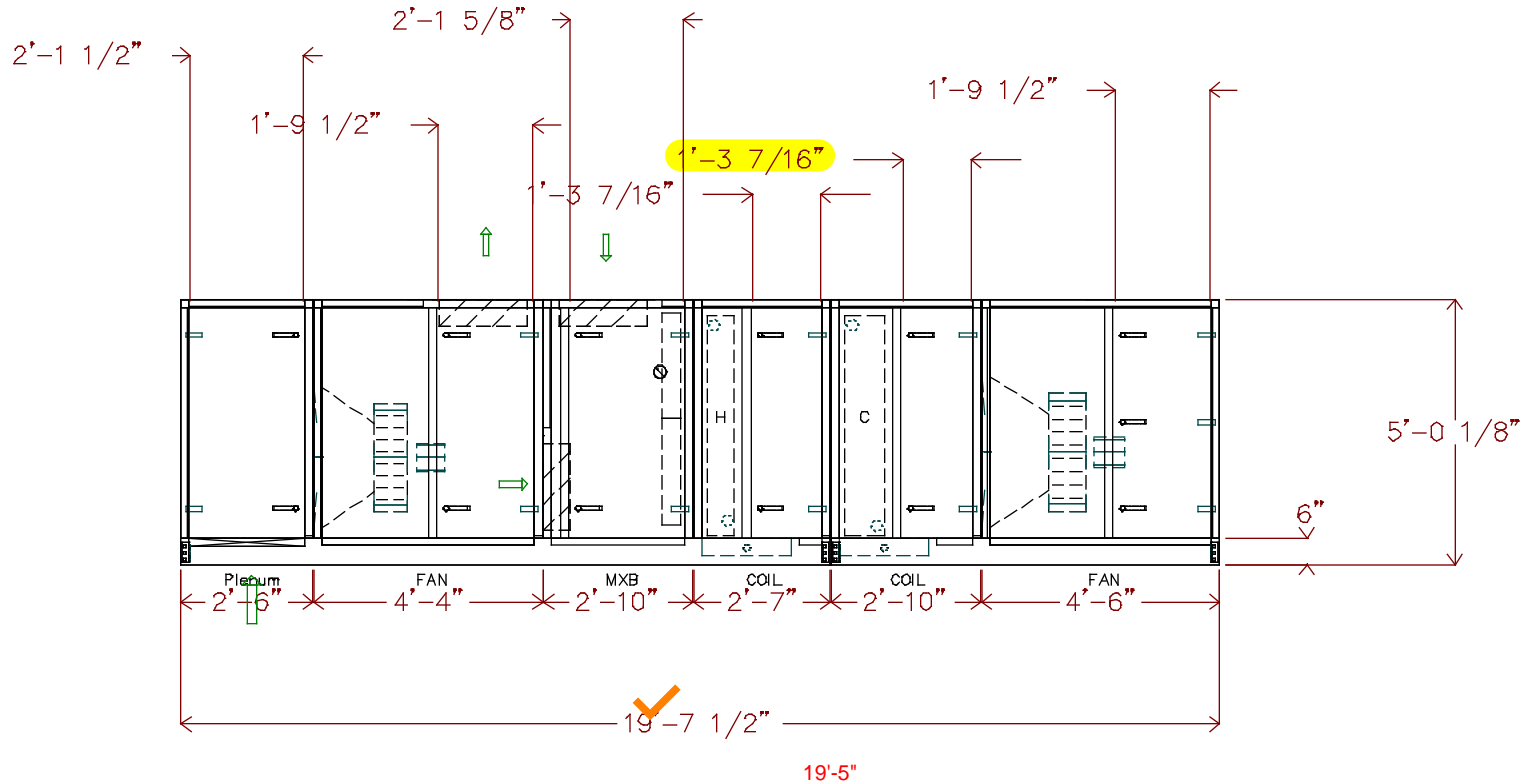 2'-1 5/8"
2'-1 1/2"
1'-9 1/2"
1'-9 1/2"
1'-3 7/16"
1'-3 7/16"
H
C
5'-0 1/8"
6"
Plenum FAN MXB COIL COIL FAN
2'-6" 4'-4" 2'-10" 2'-7" 2'-10" 4'-6"
19'-7 1/2"
19'-5"